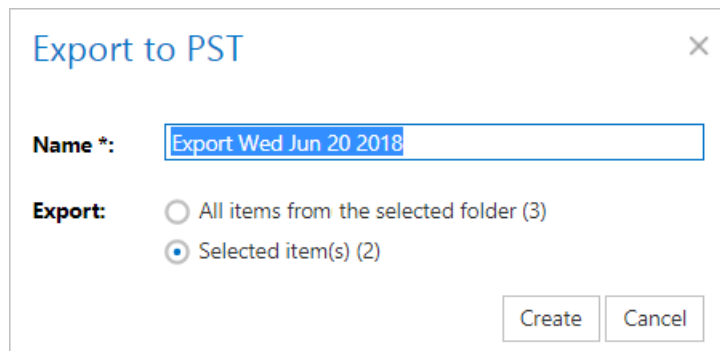 Export to PST
Name *: Export Wed Jun 20 2018
Export: All items from the selected folder (3)
Selected item(s) (2)
Create Cancel